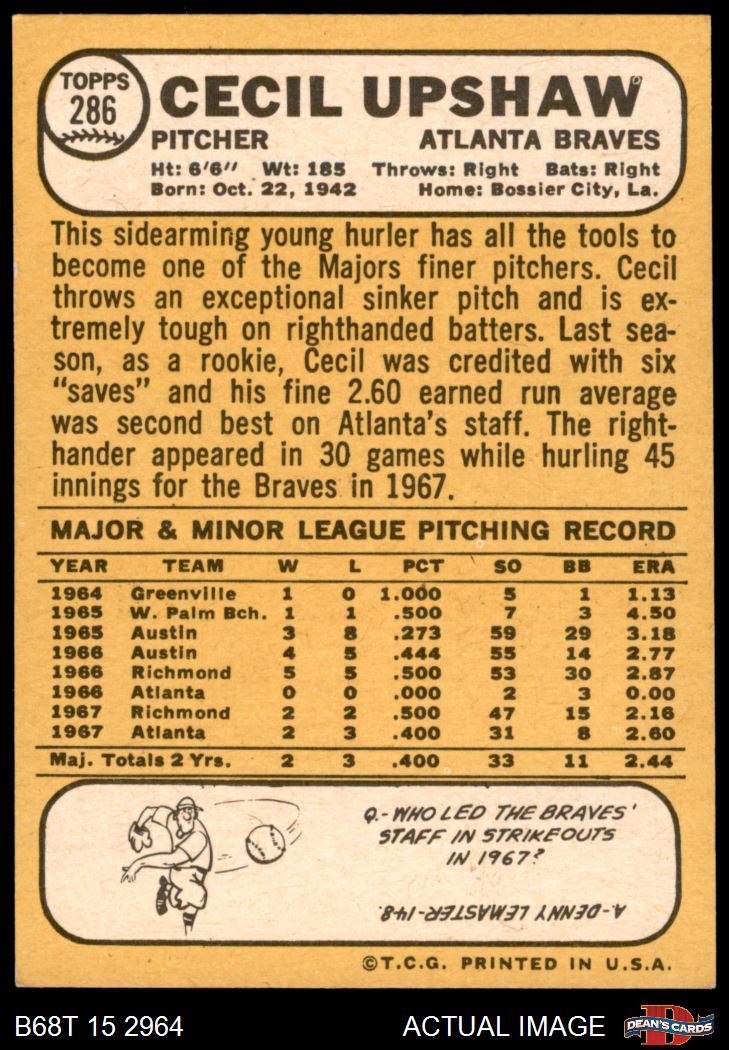 TOPPS
286
CECIL UPSHAW
PITCHER ATLANTA BRAVES
Ht: 6'6" Wt: 185 Throws: Right Bats: Right
Born: Oct. 22, 1942 Home: Bossier City, La.
This sidearming young hurler has all the tools to
become one of the Majors finer pitchers. Cecil
throws an exceptional sinker pitch and is ex-
tremely tough on righthanded batters. Last sea-
son, as a rookie, Cecil was credited with six
"saves" and his fine 2.60 earned run average
was second best on Atlanta's staff. The right-
hander appeared in 30 games while hurling 45
innings for the Braves in 1967.
MAJOR & MINOR LEAGUE PITCHING RECORD
YEAR TEAM W L PCT SO BB ERA
1964 Greenville 1 0 1.000 5 1 1.13
1965 W. Palm Bch. 1 1 .500 7 3 4.50
1965 Austin 3 8 .273 59 29 3.18
1966 Austin 4 5 .444 55 14 2.77
1966 Richmond 5 5 .500 53 30 2.87
1966 Atlanta 0 0 .000 2 3 0.00
1967 Richmond 2 2 .500 47 15 2.16
1967 Atlanta 2 3 .400 31 8 2.60
Maj. Totals 2 Yrs. 2 3 .400 33 11 2.44
Q.- WHO LED THE BRAVES'
STAFF IN STRIKEOUTS
IN 1967?
A. DENNY LEMASTER-148.
©T.C.G. PRINTED IN U.S.A.
B68T 15 2964 ACTUAL IMAGE
D
DEAN'S CARDS